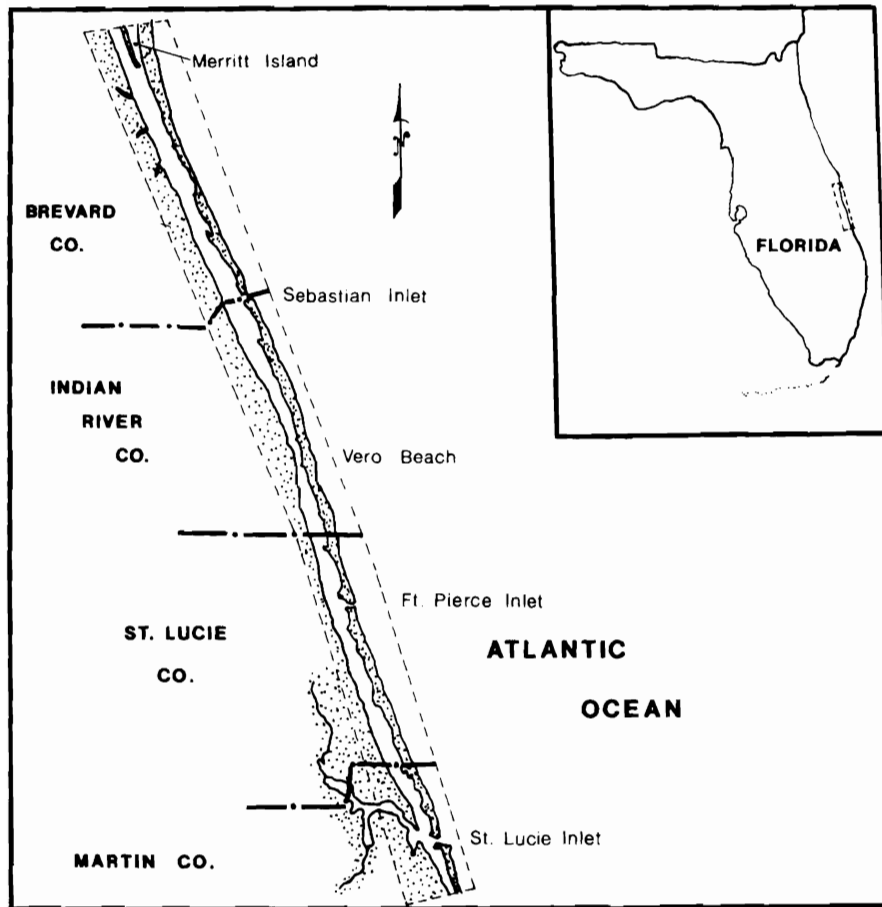 Merritt Island
N
BREVARD
CO.
FLORIDA
Sebastian Inlet
INDIAN
RIVER
CO.
Vero Beach
Ft. Pierce Inlet
ST. LUCIE
CO.
ATLANTIC
OCEAN
St. Lucie Inlet
MARTIN CO.